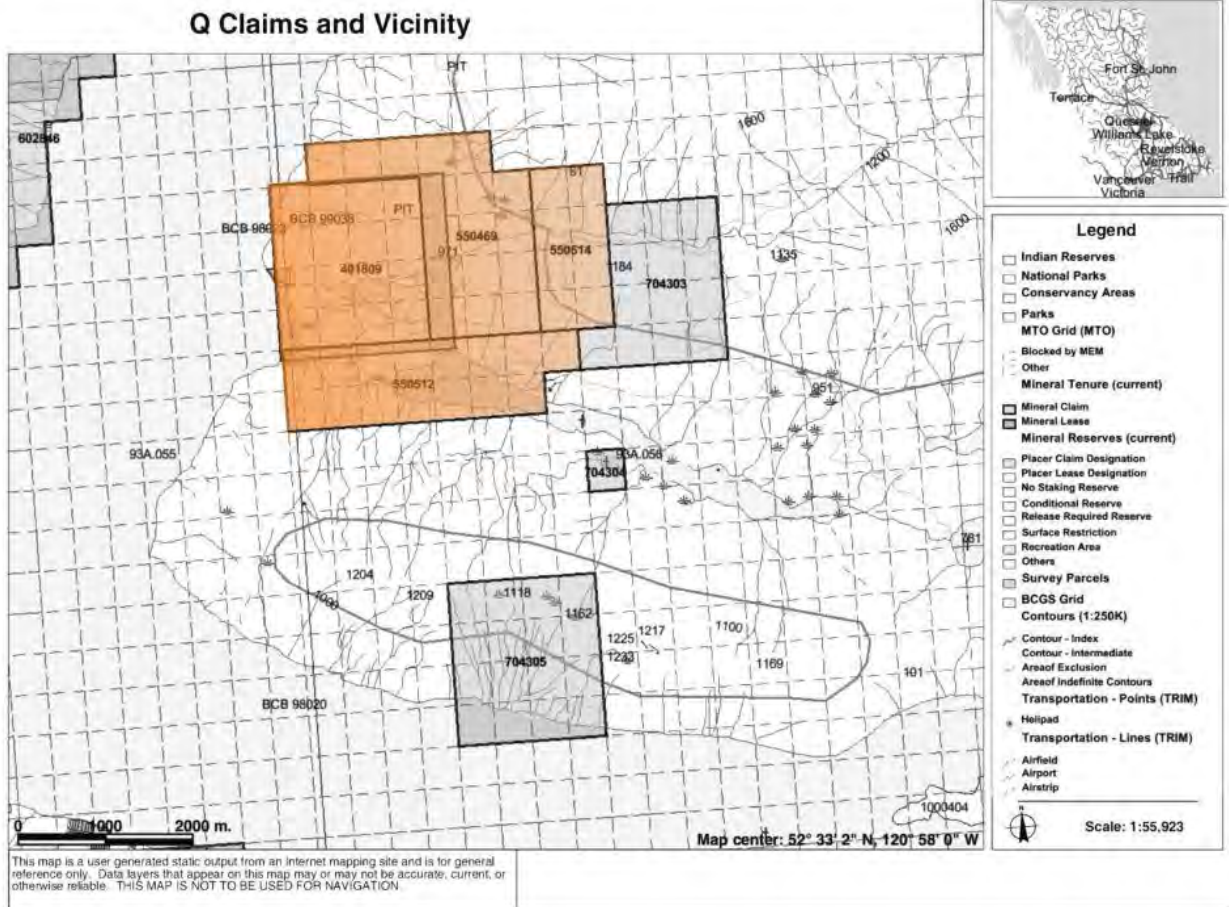 Q Claims and Vicinity
PIT
602846
1600
1200
1600
ST
BCB 99038
PIT
971
550469
550514
401809
184
704303
1135
550512
951
93A.055
93A.056
704304
781
1204
1209
1000
1118
1162
1225
1217
1233
1100
1169
704305
101
BCB 98020
1000404
0 1000 2000 m.
Map center: 52° 33' 2" N, 120° 58' 0" W
This map is a user generated static output from an Internet mapping site and is for general
reference only. Data layers that appear on this map may or may not be accurate, current, or
otherwise reliable. THIS MAP IS NOT TO BE USED FOR NAVIGATION.
Fort St. John
Terrace
Quesnel
Williams Lake
Revelstoke
Vernon
Vancouver Trail
Victoria
Legend
Indian Reserves
National Parks
Conservancy Areas
Parks
MTO Grid (MTO)
Blocked by MEM
Other
Mineral Tenure (current)
Mineral Claim
Mineral Lease
Mineral Reserves (current)
Placer Claim Designation
Placer Lease Designation
No Staking Reserve
Conditional Reserve
Release Required Reserve
Surface Restriction
Recreation Area
Others
Survey Parcels
BCGS Grid
Contours (1:250K)
Contour - Index
Contour - Intermediate
Areaof Exclusion
Areaof Indefinite Contours
Transportation - Points (TRIM)
Helipad
Transportation - Lines (TRIM)
Airfield
Airport
Airstrip
N
Scale: 1:55,923